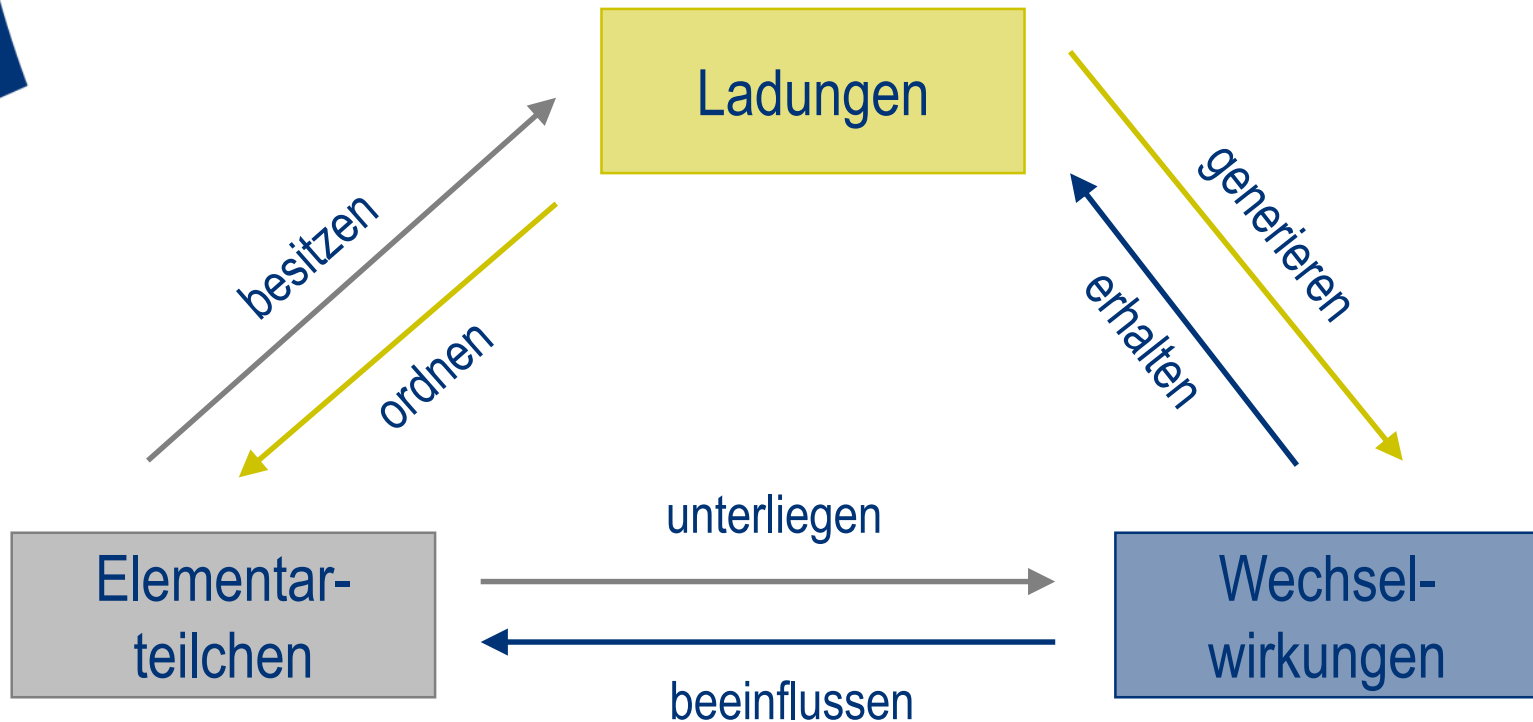 Ladungen
besitzen
ordnen
generieren
erhalten
unterliegen
Elementar-
teilchen
Wechsel-
wirkungen
beeinflussen